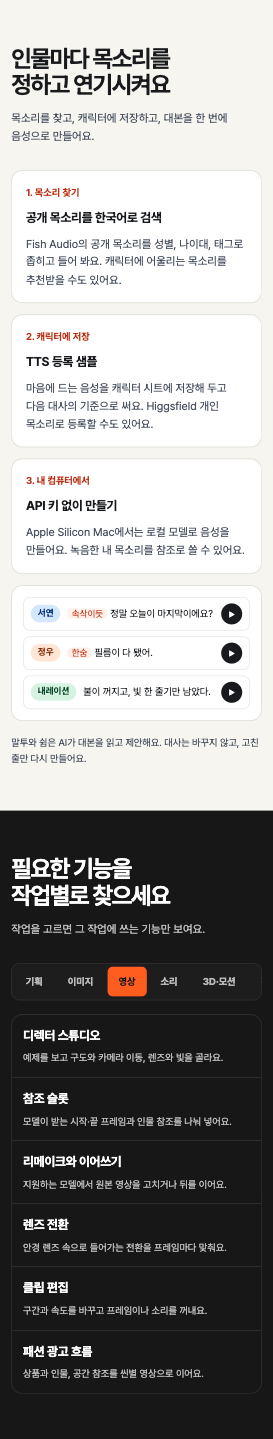 인물마다 목소리를
정하고 연기시켜요
목소리를 찾고, 캐릭터에 저장하고, 대본을 한 번에
음성으로 만들어요.
1. 목소리 찾기
공개 목소리를 한국어로 검색
Fish Audio의 공개 목소리를 성별, 나이대, 태그로
좁히고 들어 봐요. 캐릭터에 어울리는 목소리를
추천받을 수도 있어요.
2. 캐릭터에 저장
TTS 등록 샘플
마음에 드는 음성을 캐릭터 시트에 저장해 두고
다음 대사의 기준으로 써요. Higgsfield 개인
목소리로 등록할 수도 있어요.
3. 내 컴퓨터에서
API 키 없이 만들기
Apple Silicon Mac에서는 로컬 모델로 음성을
만들어요. 녹음한 내 목소리를 참조로 쓸 수 있어요.
서연 속삭이듯 정말 오늘이 마지막이에요?
정우 한숨 필름이 다 됐어.
내레이션 불이 꺼지고, 빛 한 줄기만 남았다.
말투와 쉼은 AI가 대본을 읽고 제안해요. 대사는 바꾸지 않고, 고친
줄만 다시 만들어요.
필요한 기능을
작업별로 찾으세요
작업을 고르면 그 작업에 쓰는 기능만 보여요.
기획 이미지 영상 소리 3D·모션
디렉터 스튜디오
예제를 보고 구도와 카메라 이동, 렌즈와 빛을 골라요.
참조 슬롯
모델이 받는 시작·끝 프레임과 인물 참조를 나눠 넣어요.
리메이크와 이어쓰기
지원하는 모델에서 원본 영상을 고치거나 뒤를 이어요.
렌즈 전환
안경 렌즈 속으로 들어가는 전환을 프레임마다 맞춰요.
클립 편집
구간과 속도를 바꾸고 프레임이나 소리를 꺼내요.
패션 광고 흐름
상품과 인물, 공간 참조를 씬별 영상으로 이어요.